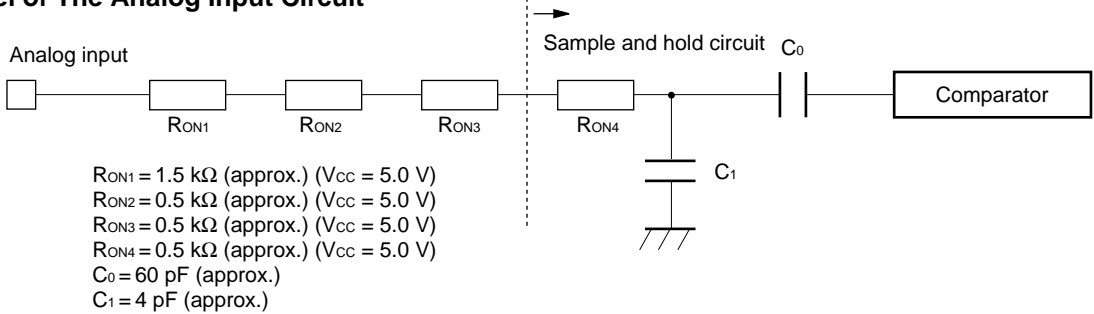 of The Analog Input Circuit
Sample and hold circuit
C0
Analog input
Comparator
RON1
RON2
RON3
RON4
C1
RON1 = 1.5 kΩ (approx.) (VCC = 5.0 V)
RON2 = 0.5 kΩ (approx.) (VCC = 5.0 V)
RON3 = 0.5 kΩ (approx.) (VCC = 5.0 V)
RON4 = 0.5 kΩ (approx.) (VCC = 5.0 V)
C0 = 60 pF (approx.)
C1 = 4 pF (approx.)